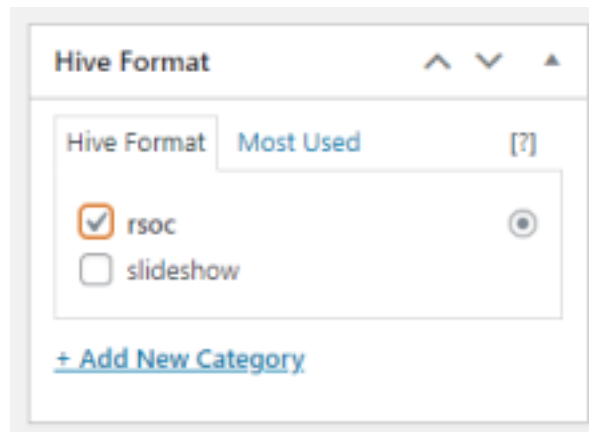 Hive Format
Hive Format Most Used [?]
rsoc
slideshow
+ Add New Category